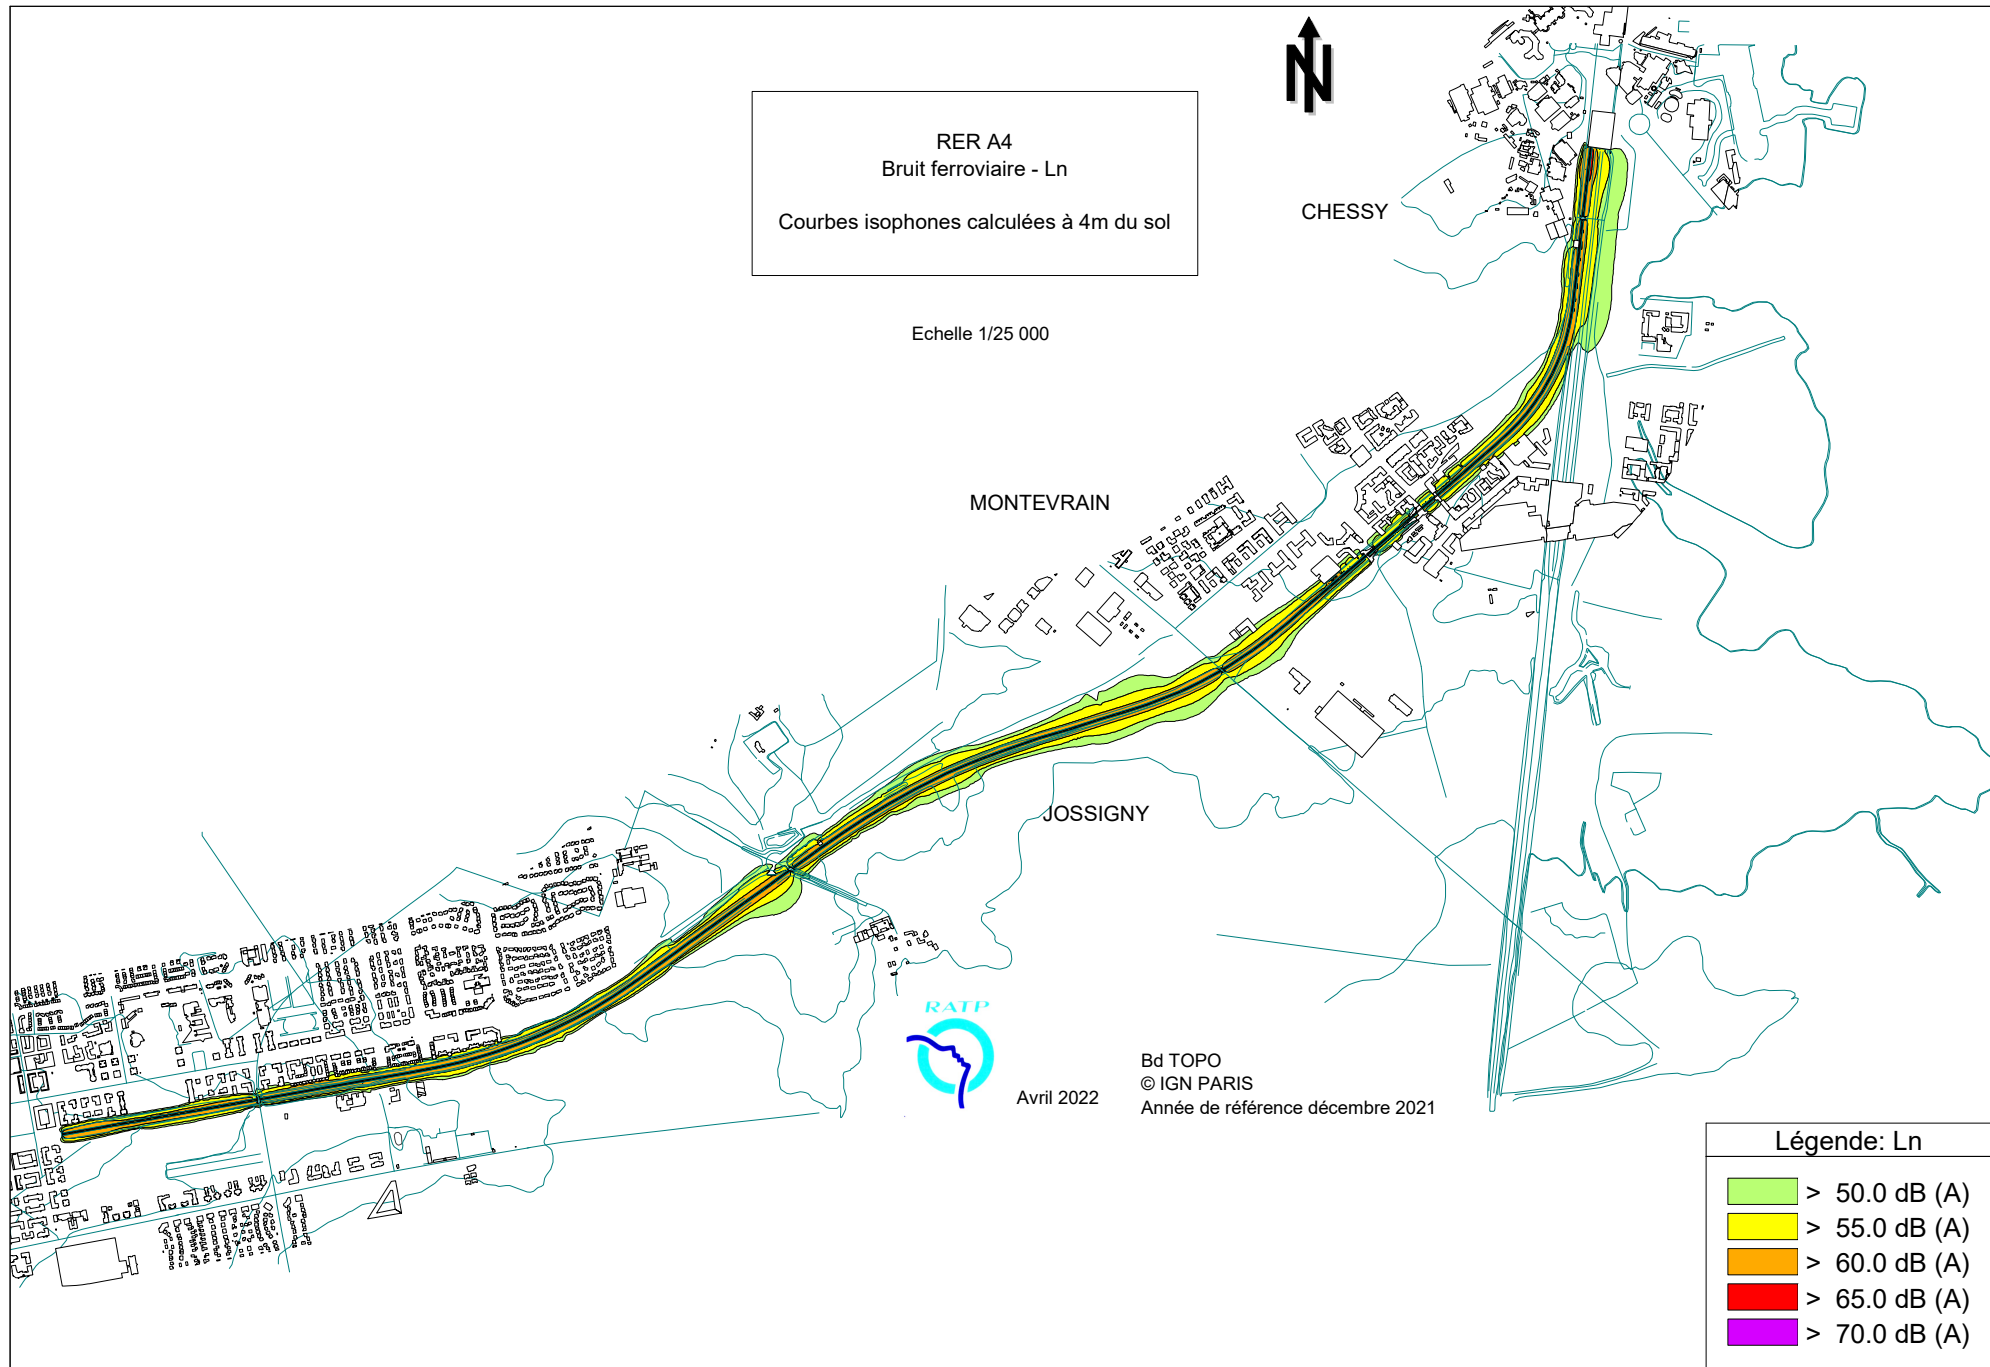 RER A4
Bruit ferroviaire - Ln
Courbes isophones calculées à 4m du sol
N
CHESSY
Echelle 1/25 000
MONTEVRAIN
JOSSIGNY
RATP
Avril 2022
Bd TOPO
© IGN PARIS
Année de référence décembre 2021
Légende: Ln
> 50.0 dB (A)
> 55.0 dB (A)
> 60.0 dB (A)
> 65.0 dB (A)
> 70.0 dB (A)